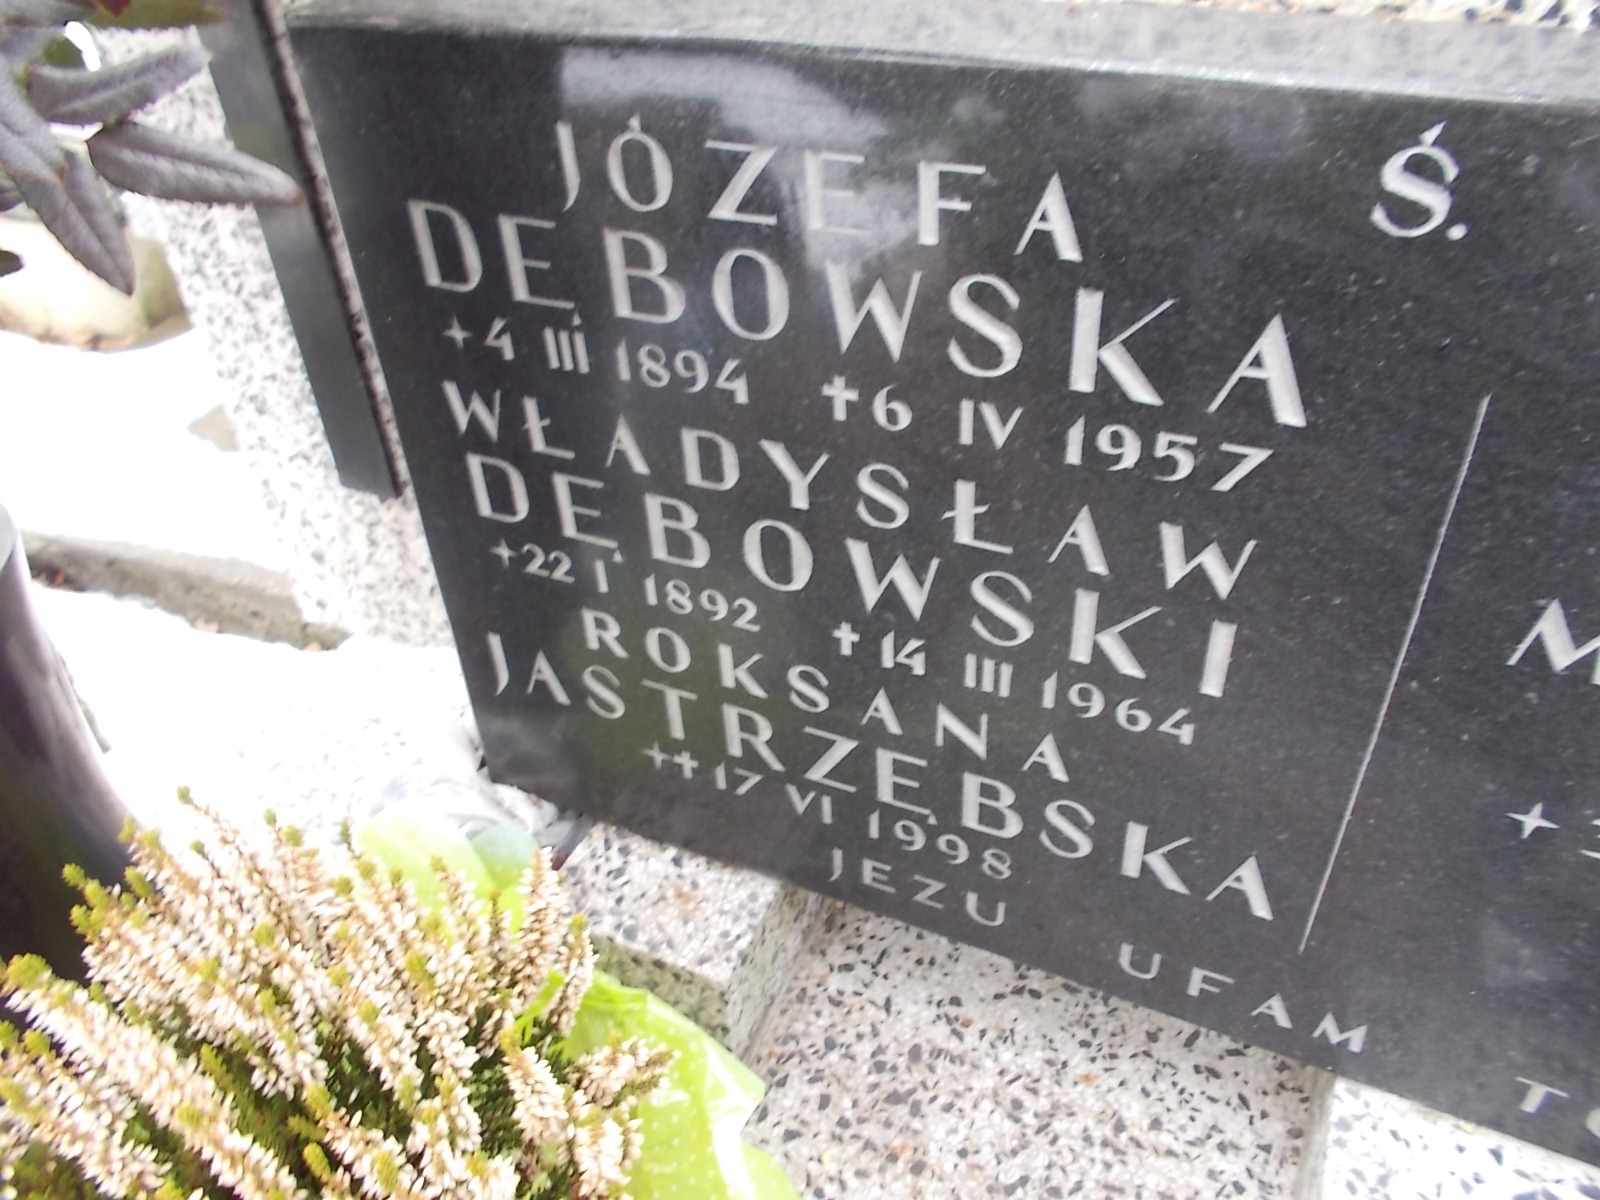 JÓZEFA
DĘBOWSKA
+4 III 1894 †6 IV 1957
WŁADYSŁAW
DĘBOWSKI
+22 I 1892 †14 III 1964
ROKSANA
JASTRZĘBSKA
+† 17 VI 1998
JEZU UFAM
Ś.